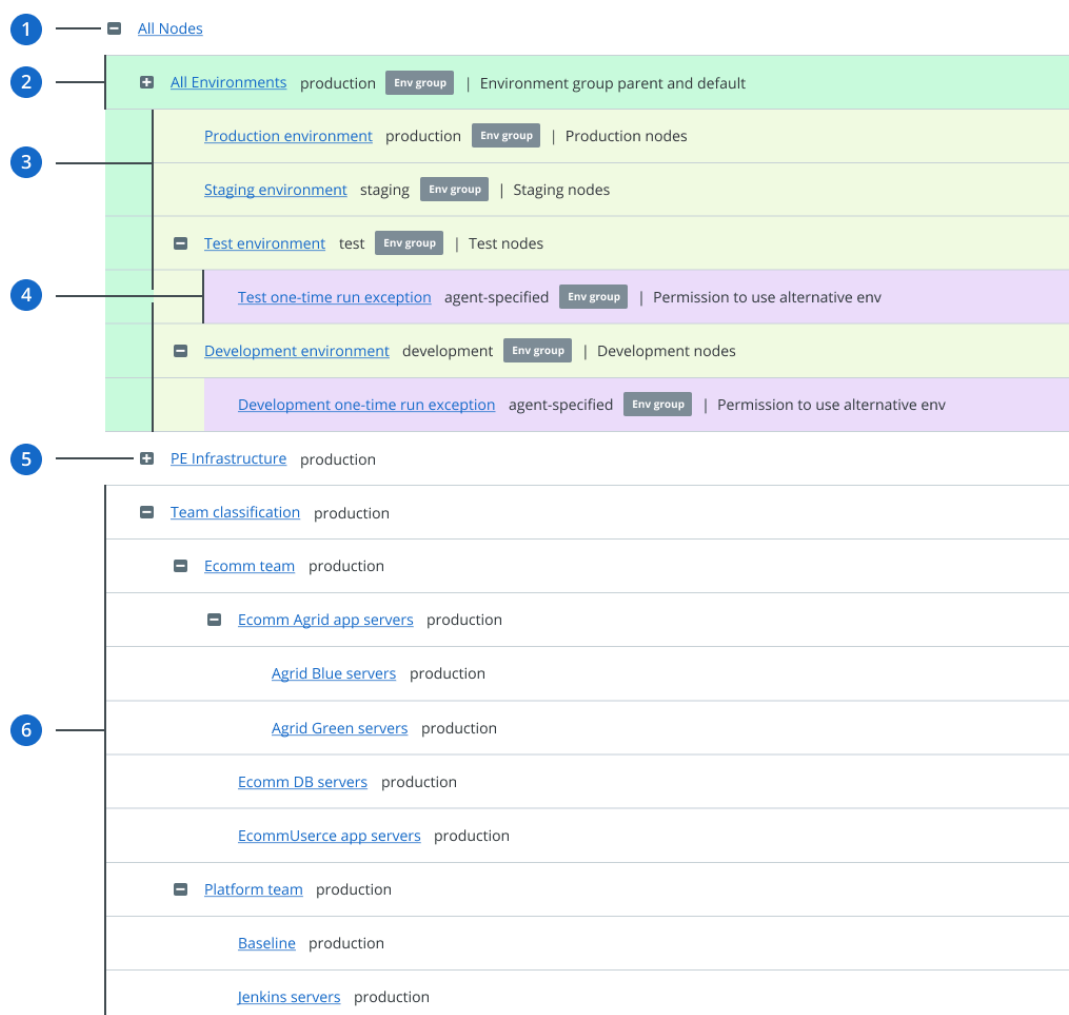 1 All Nodes
2 All Environments production Env group | Environment group parent and default
Production environment production Env group | Production nodes
3
Staging environment staging Env group | Staging nodes
Test environment test Env group | Test nodes
4 Test one-time run exception agent-specified Env group | Permission to use alternative env
Development environment development Env group | Development nodes
Development one-time run exception agent-specified Env group | Permission to use alternative env
5 PE Infrastructure production
Team classification production
Ecomm team production
Ecomm Agrid app servers production
Agrid Blue servers production
6 Agrid Green servers production
Ecomm DB servers production
EcommUserce app servers production
Platform team production
Baseline production
Jenkins servers production